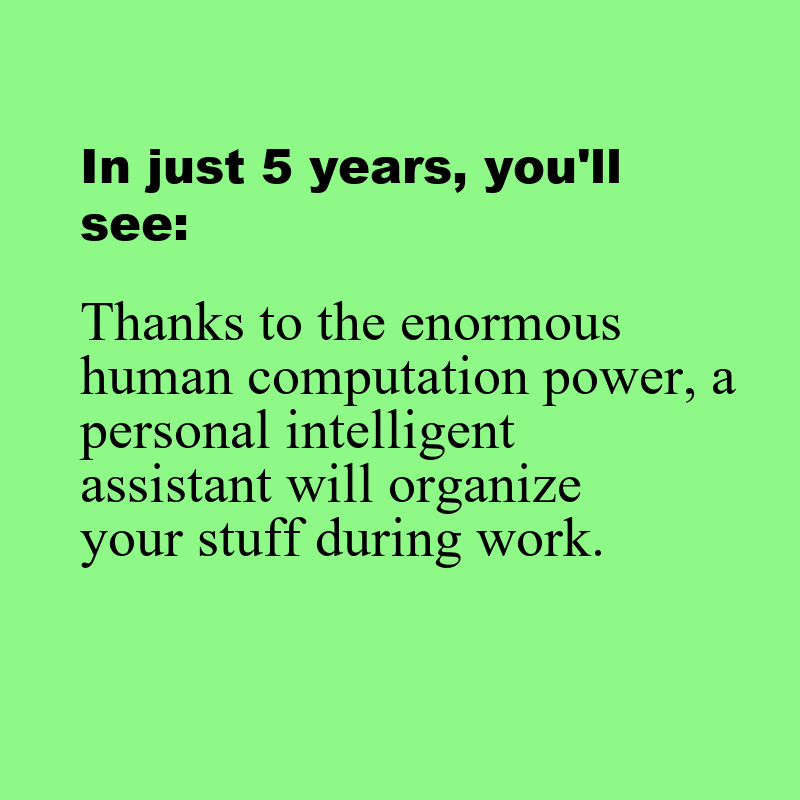 In just 5 years, you'll
see:
Thanks to the enormous
human computation power, a
personal intelligent
assistant will organize
your stuff during work.